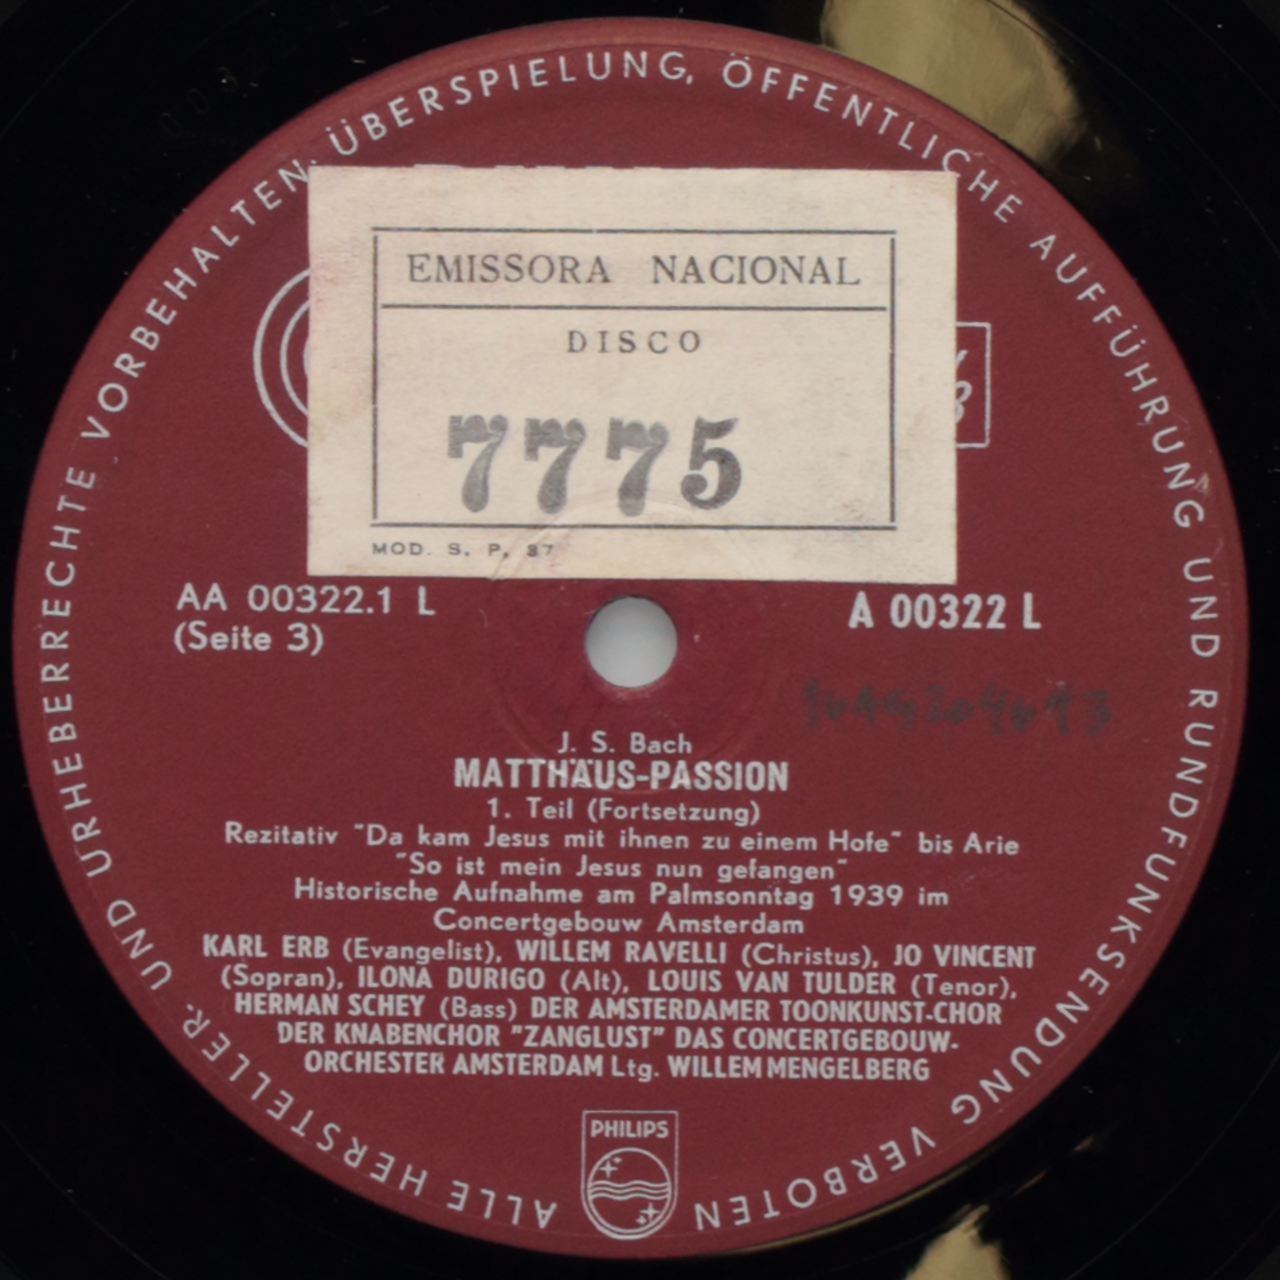 ALLE HERSTELLER- UND URHEBERRECHTE VORBEHALTEN. ÜBERSPIELUNG, ÖFFENTLICHE AUFFÜHRUNG UND RUNDFUNKSENDUNG VERBOTEN
EMISSORA NACIONAL
DISCO
7775
MOD. S. P. 37
AA 00322.1 L
(Seite 3)
A 00322 L
J. S. Bach
MATTHÄUS-PASSION
1. Teil (Fortsetzung)
Rezitativ "Da kam Jesus mit ihnen zu einem Hofe" bis Arie
"So ist mein Jesus nun gefangen"
Historische Aufnahme am Palmsonntag 1939 im
Concertgebouw Amsterdam
KARL ERB (Evangelist), WILLEM RAVELLI (Christus), JO VINCENT
(Sopran), ILONA DURIGO (Alt), LOUIS VAN TULDER (Tenor),
HERMAN SCHEY (Bass) DER AMSTERDAMER TOONKUNST-CHOR
DER KNABENCHOR "ZANGLUST" DAS CONCERTGEBOUW-
ORCHESTER AMSTERDAM Ltg. WILLEM MENGELBERG
PHILIPS